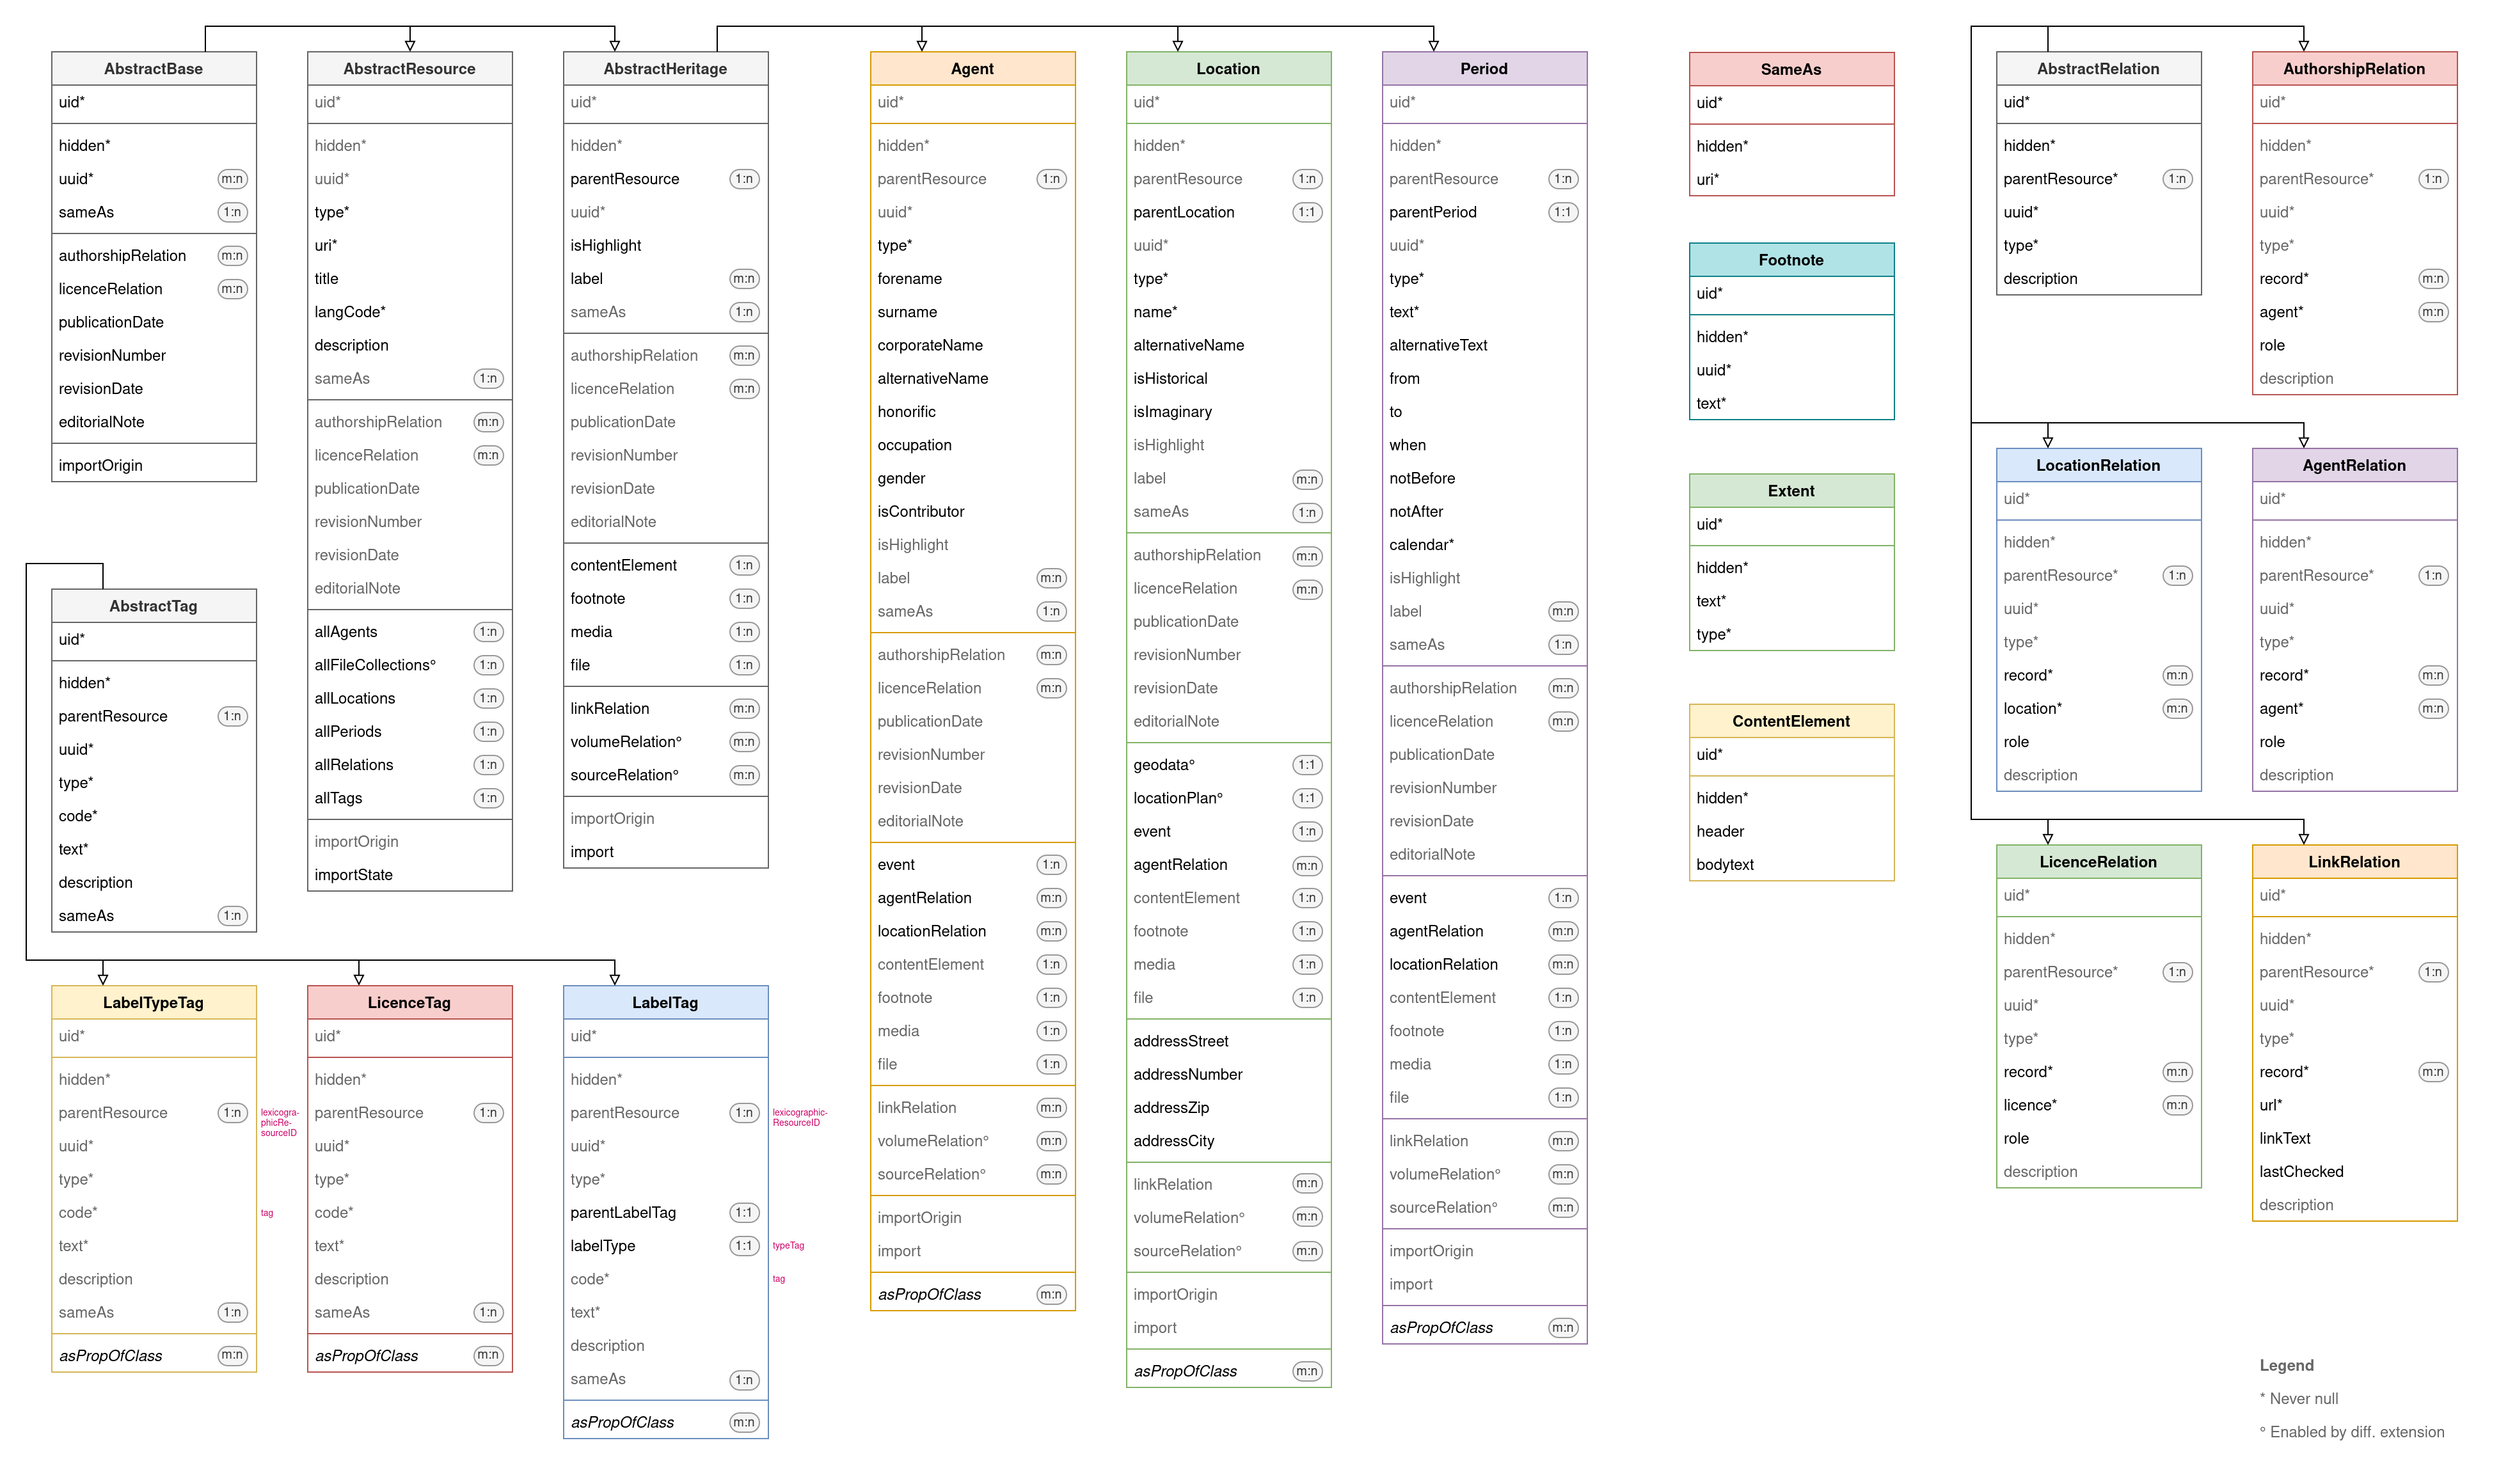 AbstractBase
uid*
hidden*
uuid* m:n
sameAs 1:n
authorshipRelation m:n
licenceRelation m:n
publicationDate
revisionNumber
revisionDate
editorialNote
importOrigin
AbstractResource
uid*
hidden*
uuid*
type*
uri*
title
langCode*
description
sameAs 1:n
authorshipRelation m:n
licenceRelation m:n
publicationDate
revisionNumber
revisionDate
editorialNote
allAgents 1:n
allFileCollections° 1:n
allLocations 1:n
allPeriods 1:n
allRelations 1:n
allTags 1:n
importOrigin
importState
AbstractHeritage
uid*
hidden*
parentResource 1:n
uuid*
isHighlight
label m:n
sameAs 1:n
authorshipRelation m:n
licenceRelation m:n
publicationDate
revisionNumber
revisionDate
editorialNote
contentElement 1:n
footnote 1:n
media 1:n
file 1:n
linkRelation m:n
volumeRelation° m:n
sourceRelation° m:n
importOrigin
import
Agent
uid*
hidden*
parentResource 1:n
uuid*
type*
forename
surname
corporateName
alternativeName
honorific
occupation
gender
isContributor
isHighlight
label m:n
sameAs 1:n
authorshipRelation m:n
licenceRelation m:n
publicationDate
revisionNumber
revisionDate
editorialNote
event 1:n
agentRelation m:n
locationRelation m:n
contentElement 1:n
footnote 1:n
media 1:n
file 1:n
linkRelation m:n
volumeRelation° m:n
sourceRelation° m:n
importOrigin
import
asPropOfClass m:n
Location
uid*
hidden*
parentResource 1:n
parentLocation 1:1
uuid*
type*
name*
alternativeName
isHistorical
isImaginary
isHighlight
label m:n
sameAs 1:n
authorshipRelation m:n
licenceRelation m:n
publicationDate
revisionNumber
revisionDate
editorialNote
geodata° 1:1
locationPlan° 1:1
event 1:n
agentRelation m:n
contentElement 1:n
footnote 1:n
media 1:n
file 1:n
addressStreet
addressNumber
addressZip
addressCity
linkRelation m:n
volumeRelation° m:n
sourceRelation° m:n
importOrigin
import
asPropOfClass m:n
Period
uid*
hidden*
parentResource 1:n
parentPeriod 1:1
uuid*
type*
text*
alternativeText
from
to
when
notBefore
notAfter
calendar*
isHighlight
label m:n
sameAs 1:n
authorshipRelation m:n
licenceRelation m:n
publicationDate
revisionNumber
revisionDate
editorialNote
event 1:n
agentRelation m:n
locationRelation m:n
contentElement 1:n
footnote 1:n
media 1:n
file 1:n
linkRelation m:n
volumeRelation° m:n
sourceRelation° m:n
importOrigin
import
asPropOfClass m:n
SameAs
uid*
hidden*
uri*
Footnote
uid*
hidden*
uuid*
text*
Extent
uid*
hidden*
text*
type*
ContentElement
uid*
hidden*
header
bodytext
AbstractRelation
uid*
hidden*
parentResource* 1:n
uuid*
type*
description
AuthorshipRelation
uid*
hidden*
parentResource* 1:n
uuid*
type*
record* m:n
agent* m:n
role
description
LocationRelation
uid*
hidden*
parentResource* 1:n
uuid*
type*
record* m:n
location* m:n
role
description
AgentRelation
uid*
hidden*
parentResource* 1:n
uuid*
type*
record* m:n
agent* m:n
role
description
LicenceRelation
uid*
hidden*
parentResource* 1:n
uuid*
type*
record* m:n
licence* m:n
role
description
LinkRelation
uid*
hidden*
parentResource* 1:n
uuid*
type*
record* m:n
url*
linkText
lastChecked
description
AbstractTag
uid*
hidden*
parentResource 1:n
uuid*
type*
code*
text*
description
sameAs 1:n
LabelTypeTag
uid*
hidden*
parentResource 1:n
lexicogra-
phicRe-
sourceID
uuid*
type*
code* tag
text*
description
sameAs 1:n
asPropOfClass m:n
LicenceTag
uid*
hidden*
parentResource 1:n
uuid*
type*
code*
text*
description
sameAs 1:n
asPropOfClass m:n
LabelTag
uid*
hidden*
parentResource 1:n
lexicographic-
ResourceID
uuid*
type*
parentLabelTag 1:1
labelType 1:1 typeTag
code* tag
text*
description
sameAs 1:n
asPropOfClass m:n
Legend
* Never null
° Enabled by diff. extension